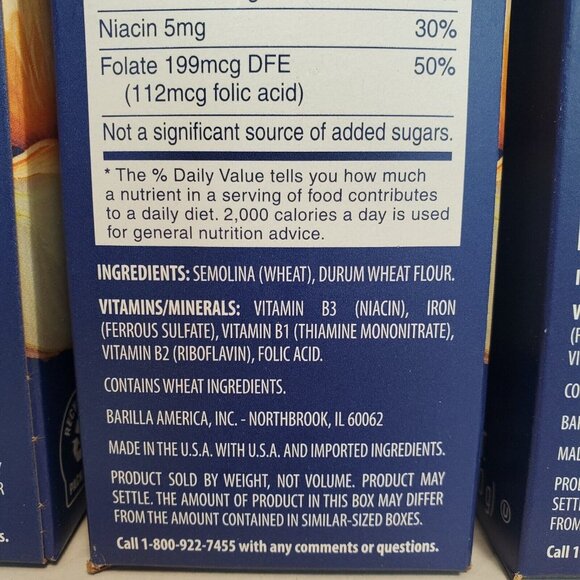 Niacin 5mg 30%
Folate 199mcg DFE 50%
(112mcg folic acid)
Not a significant source of added sugars.
* The % Daily Value tells you how much
a nutrient in a serving of food contributes
to a daily diet. 2,000 calories a day is used
for general nutrition advice.
INGREDIENTS: SEMOLINA (WHEAT), DURUM WHEAT FLOUR.
VITAMINS/MINERALS: VITAMIN B3 (NIACIN), IRON
(FERROUS SULFATE), VITAMIN B1 (THIAMINE MONONITRATE),
VITAMIN B2 (RIBOFLAVIN), FOLIC ACID.
CONTAINS WHEAT INGREDIENTS.
BARILLA AMERICA, INC. - NORTHBROOK, IL 60062
MADE IN THE U.S.A. WITH U.S.A. AND IMPORTED INGREDIENTS.
PRODUCT SOLD BY WEIGHT, NOT VOLUME. PRODUCT MAY
SETTLE. THE AMOUNT OF PRODUCT IN THIS BOX MAY DIFFER
FROM THE AMOUNT CONTAINED IN SIMILAR-SIZED BOXES.
Call 1-800-922-7455 with any comments or questions.
FROM
Call 1